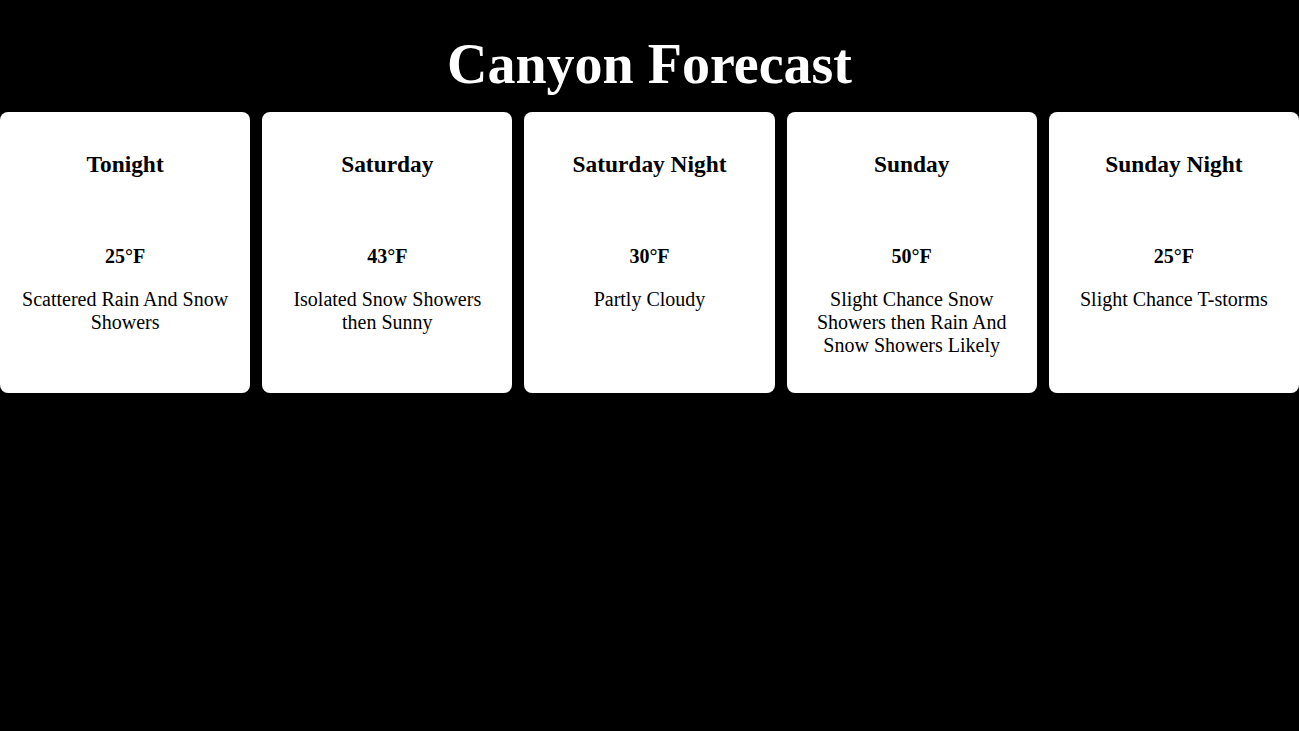 Canyon Forecast
Tonight
25°F
Scattered Rain And Snow
Showers
Saturday
43°F
Isolated Snow Showers
then Sunny
Saturday Night
30°F
Partly Cloudy
Sunday
50°F
Slight Chance Snow
Showers then Rain And
Snow Showers Likely
Sunday Night
25°F
Slight Chance T-storms